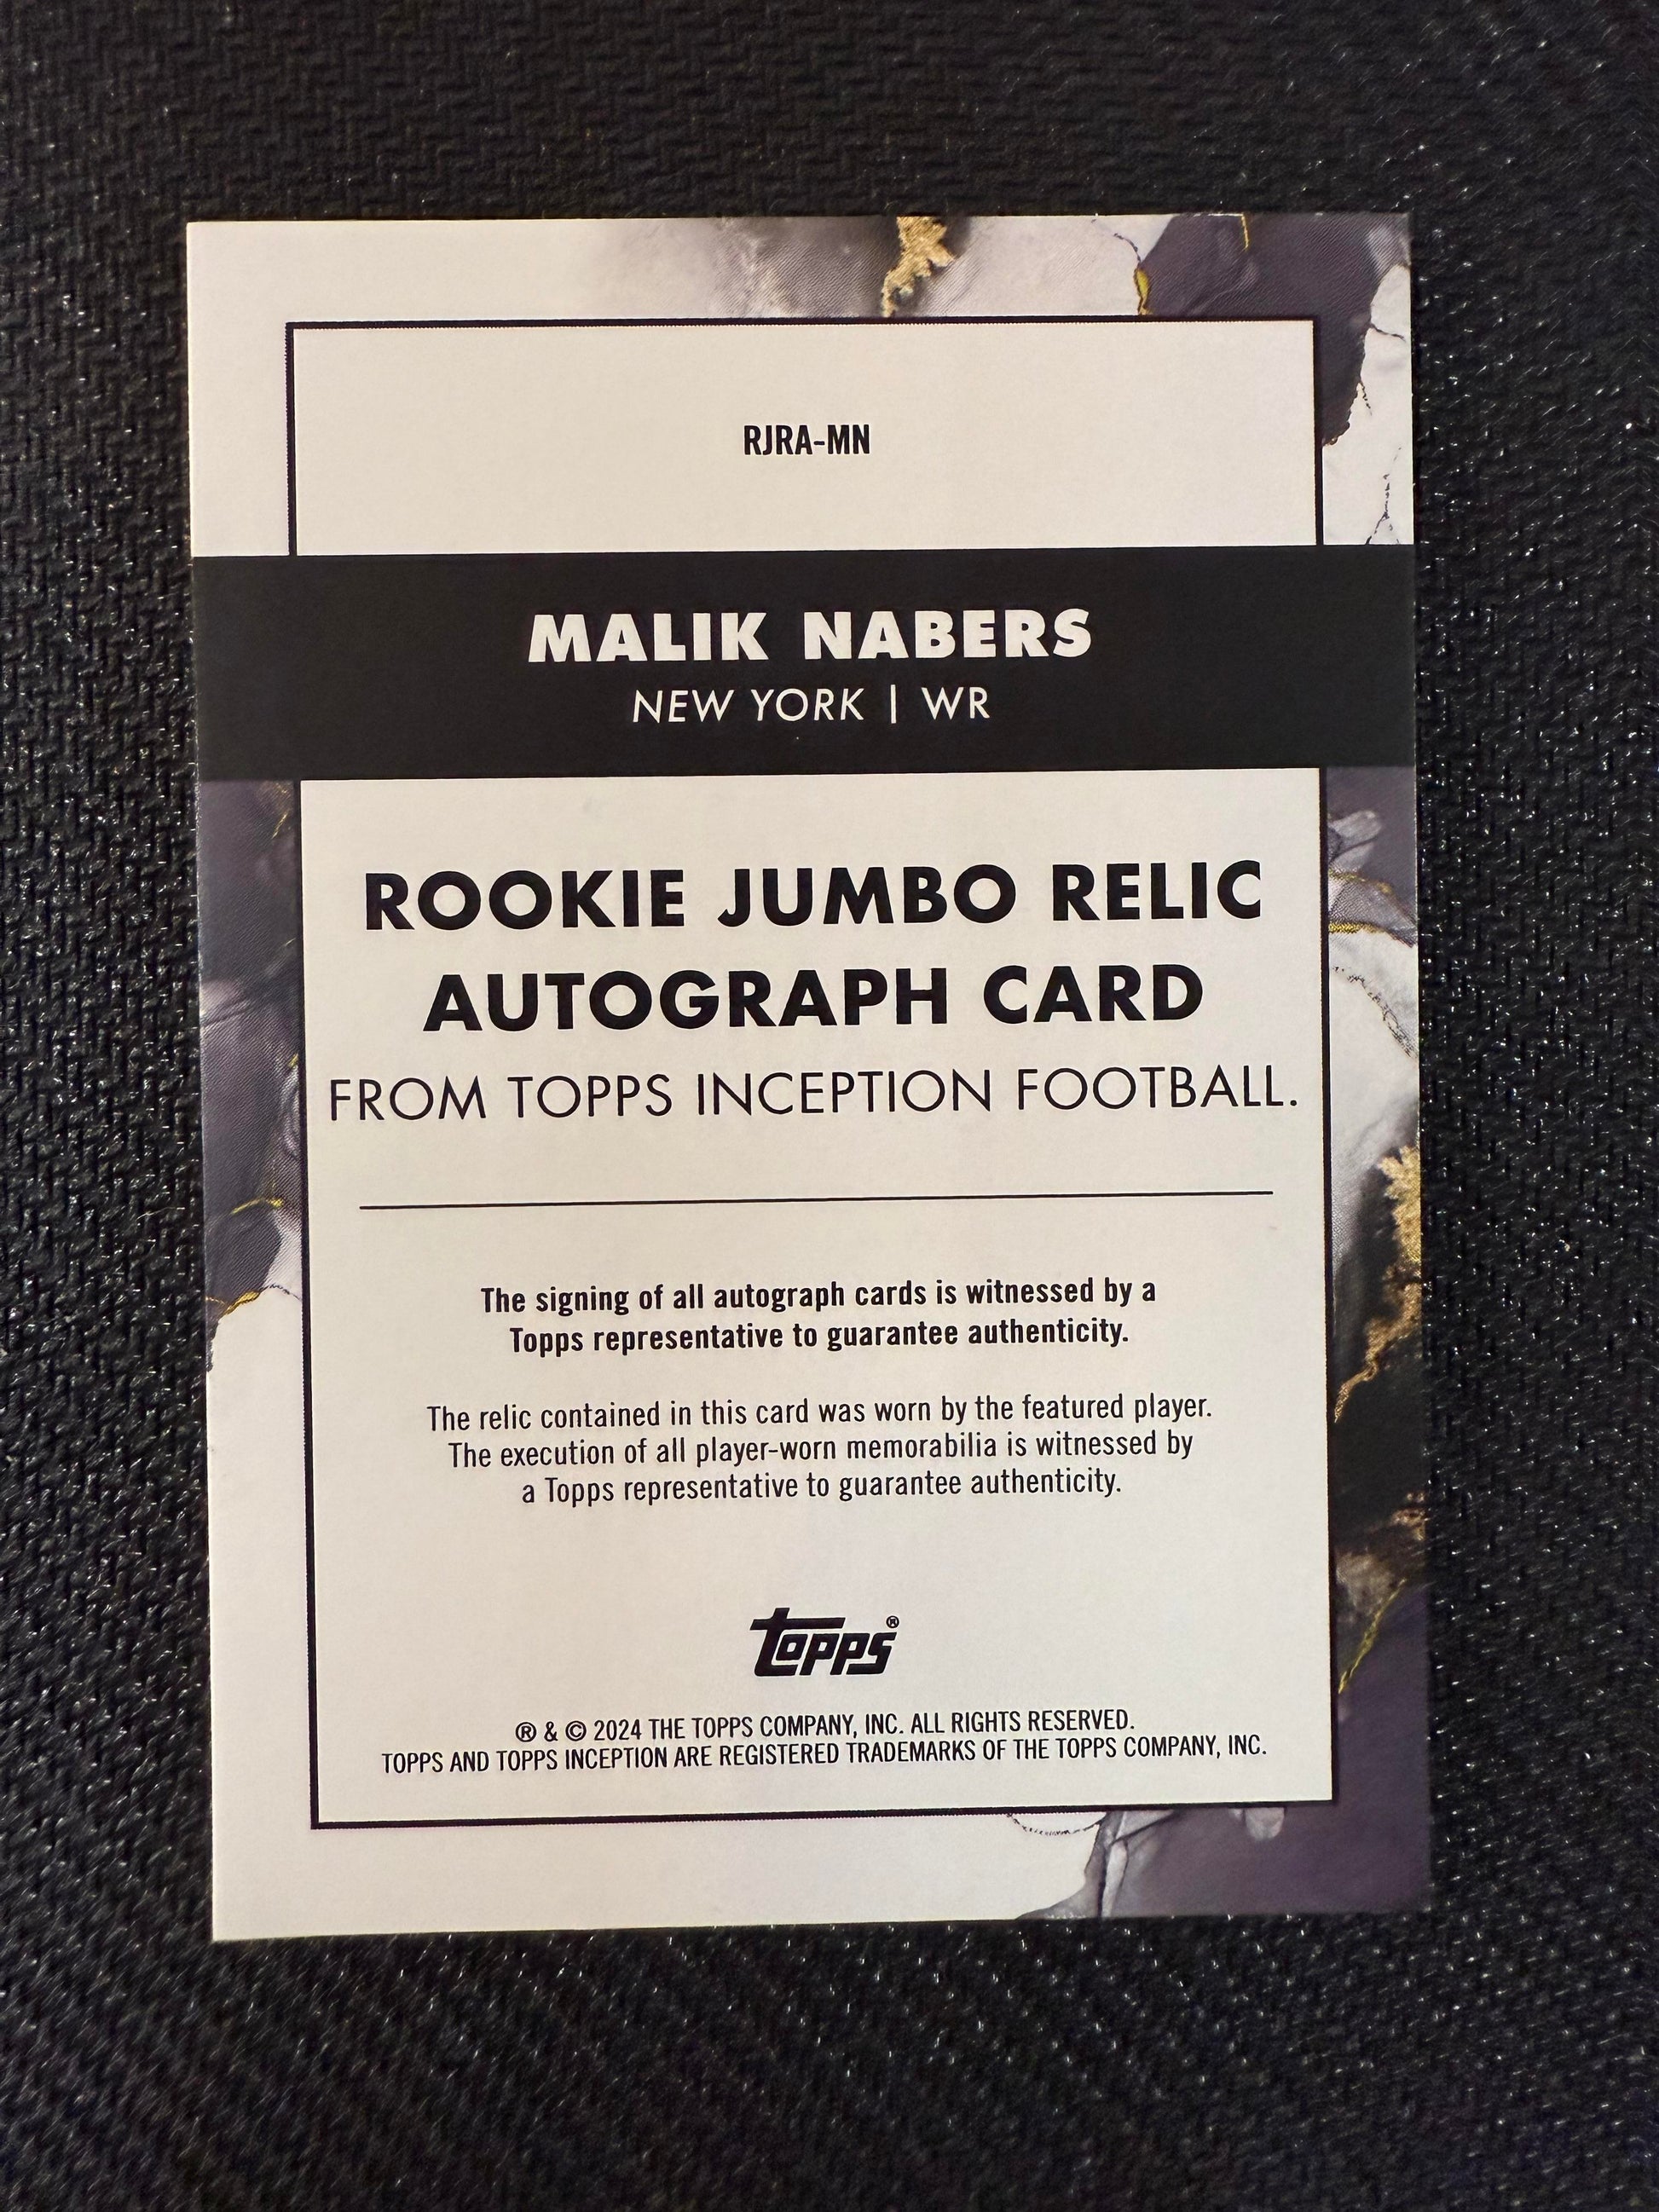 RJRA-MN
MALIK NABERS
NEW YORK | WR
ROOKIE JUMBO RELIC
AUTOGRAPH CARD
FROM TOPPS INCEPTION FOOTBALL.
The signing of all autograph cards is witnessed by a
Topps representative to guarantee authenticity.
The relic contained in this card was worn by the featured player.
The execution of all player-worn memorabilia is witnessed by
a Topps representative to guarantee authenticity.
topps®
® & © 2024 THE TOPPS COMPANY, INC. ALL RIGHTS RESERVED.
TOPPS AND TOPPS INCEPTION ARE REGISTERED TRADEMARKS OF THE TOPPS COMPANY, INC.